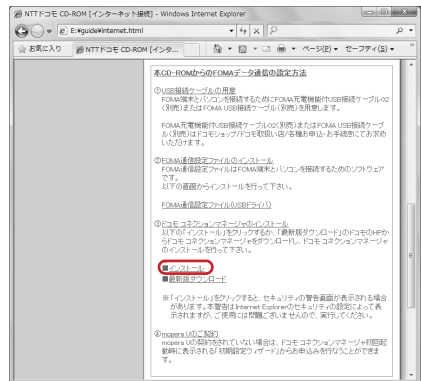 NTTドコモ CD-ROM [インターネット接続] - Windows Internet Explorer
E:¥guide¥internet.html
お気に入り
NTTドコモ CD-ROM [インタ...
ページ(P)
セーフティ(S)
本CD-ROMからのFOMAデータ通信の設定方法
①USB接続ケーブルの用意
FOMA端末とパソコンを接続するためにFOMA充電機能付USB接続ケーブル02
(別売)またはFOMA USB接続ケーブル(別売)を用意します。
FOMA充電機能付USB接続ケーブル02(別売)またはFOMA USB接続ケーブ
ル(別売)はドコモショップ/ドコモ取扱い店/各種お申込・お手続きにてお求め
いただけます。
②FOMA通信設定ファイルのインストール
FOMA通信設定ファイルはFOMA端末とパソコンを接続するためのソフトウェア
です。
以下の画面からインストールを行って下さい。
FOMA通信設定ファイル(USBドライバ)
③ドコモ コネクションマネージャのインストール
以下の「インストール」をクリックするか、「最新版ダウンロード」のドコモのHPか
らドコモ コネクションマネージャをダウンロードし、ドコモ コネクションマネージャ
のインストールを行って下さい。
■インストール
■最新版ダウンロード
※「インストール」をクリックすると、セキュリティの警告画面が表示される場合
があります。本警告はInternet Explorerのセキュリティの設定によって表
示されますが、ご使用には問題ございませんので、実行してください。
④mopera Uのご契約
mopera Uの契約をされていない場合は、ドコモ コネクションマネージャ初回起
動時に表示される「初期設定ウィザード」からお申込みを行なうことができま
す。